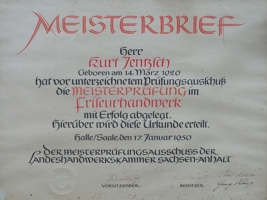 MEISTERBRIEF
Herr
Kurt Jentzsch
Geboren am 14. März 1920
hat vor unterzeichnetem Prüfungsausschuß
die MEISTERPRÜFUNG im
Friseurhandwerk
mit Erfolg abgelegt.
Hierüber wird diese Urkunde erteilt.
Halle/Saale, den 17. Januar 1950
DER MEISTERPRÜFUNGSAUSSCHUSS DER
LANDESHANDWERKSKAMMER SACHSEN-ANHALT
VORSITZENDER. BEISITZER.